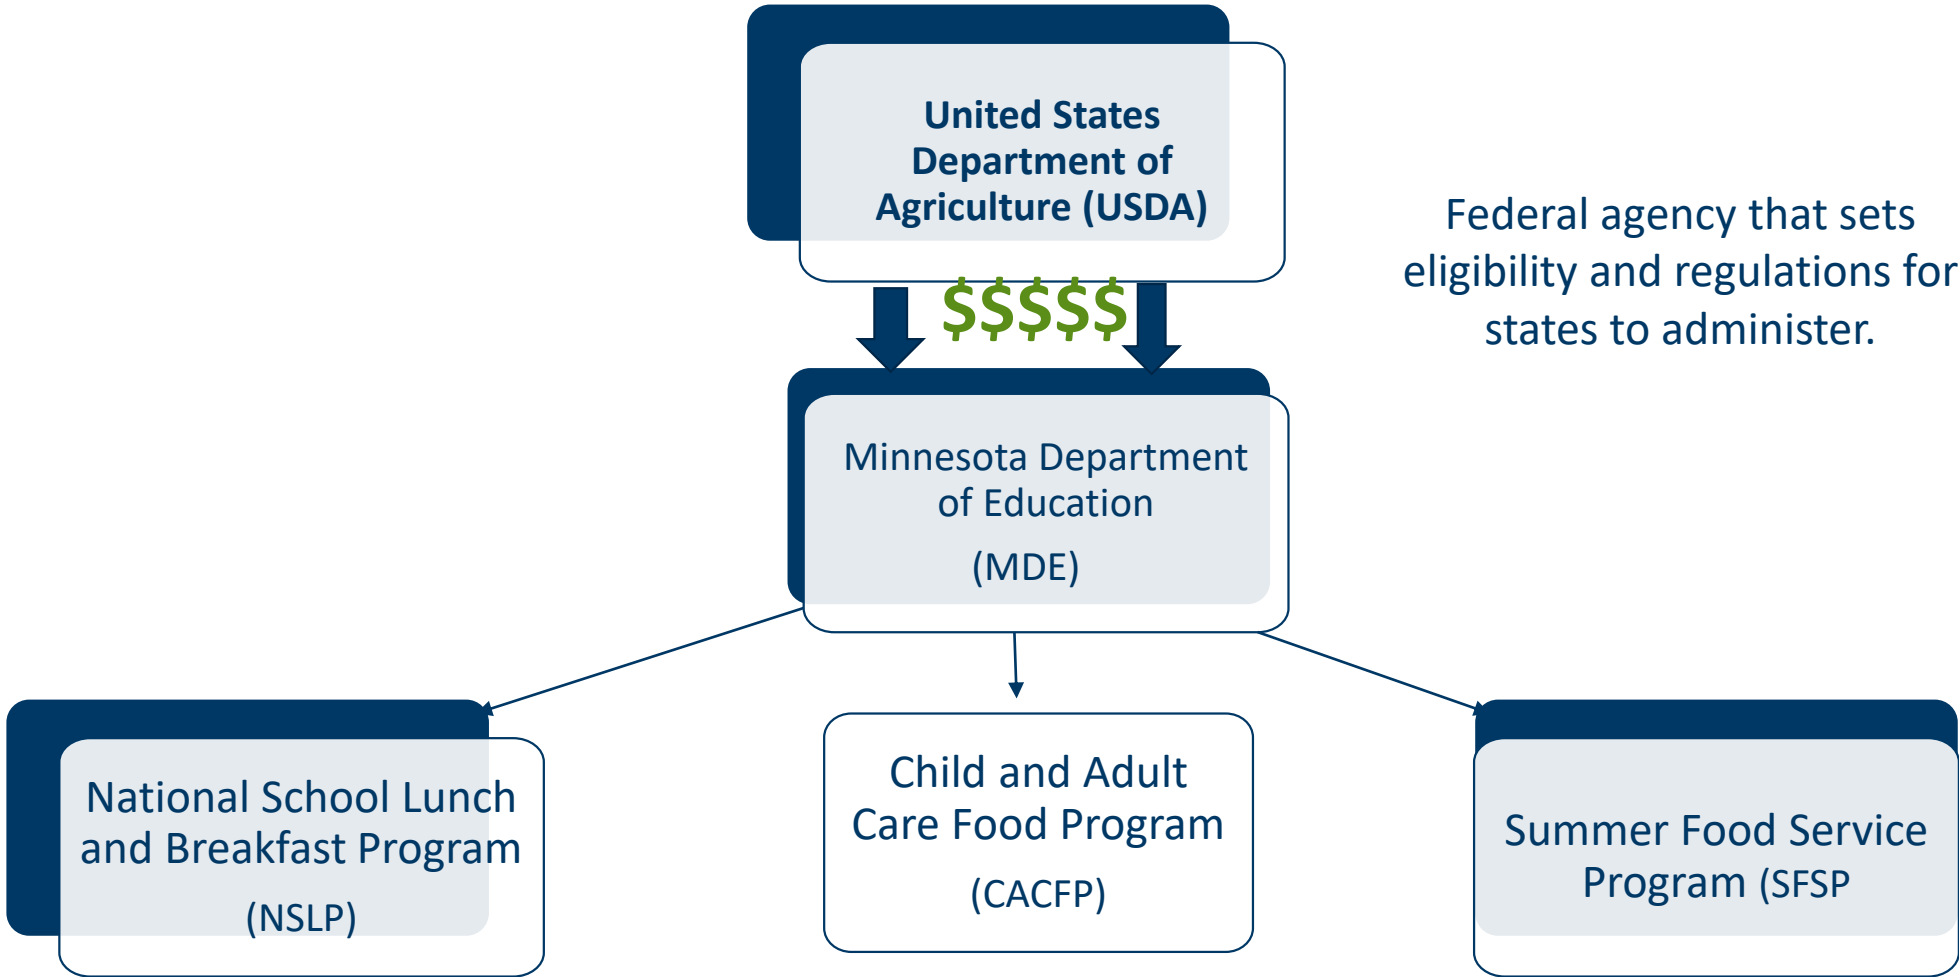 United States
Department of
Agriculture (USDA)
Federal agency that sets
eligibility and regulations for
states to administer.
$$$$$
Minnesota Department
of Education
(MDE)
National School Lunch
and Breakfast Program
(NSLP)
Child and Adult
Care Food Program
(CACFP)
Summer Food Service
Program (SFSP